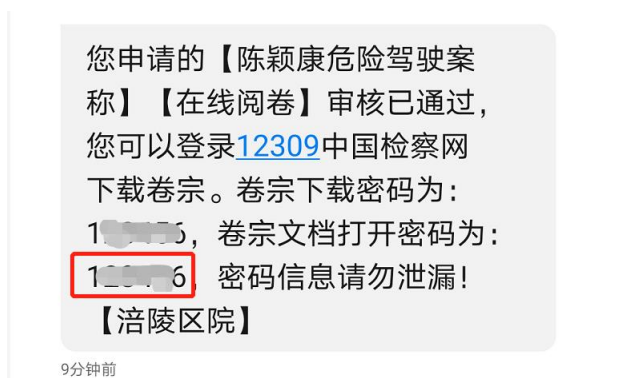 您申请的【陈颖康危险驾驶案
称】【在线阅卷】审核已通过，
您可以登录12309中国检察网
下载卷宗。卷宗下载密码为：
，卷宗文档打开密码为：
，密码信息请勿泄漏！
【涪陵区院】
9分钟前